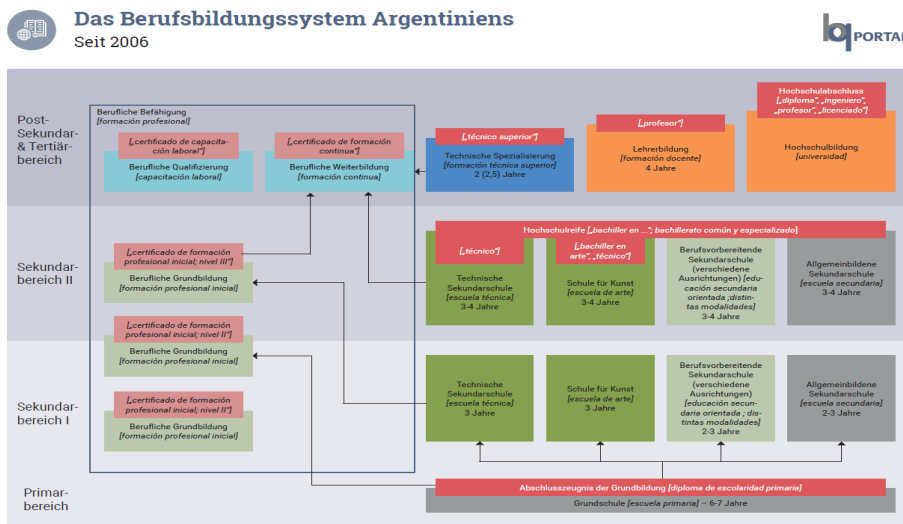 Das Berufsbildungssystem Argentiniens
Seit 2006
bq PORTAL
Post-
Sekundar-
& Tertiär-
bereich
Berufliche Befähigung
[formación profesional]
[„certificado de capacita-
ción laboral“]
Berufliche Qualifizierung
[capacitación laboral]
[„certificado de formación
continua“]
Berufliche Weiterbildung
[formación continua]
[„técnico superior“]
Technische Spezialisierung
[formación técnica superior]
2 (2,5) Jahre
[„profesor“]
Lehrerbildung
[formación docente]
4 Jahre
Hochschulabschluss
[„diploma“, „ingeniero“,
„profesor“, „licenciado“]
Hochschulbildung
[universidad]
Sekundar-
bereich II
[„certificado de formación
profesional inicial; nivel III“]
Berufliche Grundbildung
[formación profesional inicial]
[„certificado de formación
profesional inicial; nivel II“]
Berufliche Grundbildung
[formación profesional inicial]
Hochschulreife [„bachiller en ...“; bachillerato común y especializado]
[„técnico“]
Technische
Sekundarschule
[escuela técnica]
3-4 Jahre
[„bachiller en
arte“, „técnico“]
Schule für Kunst
[escuela de arte]
3-4 Jahre
Berufsvorbereitende
Sekundarschule
(verschiedene
Ausrichtungen) [edu-
cación secundaria
orientada ;distin-
tas modalidades]
3-4 Jahre
Allgemeinbildene
Sekundarschule
[escuela secundaria]
3-4 Jahre
Sekundar-
bereich I
[„certificado de formación
profesional inicial; nivel II“]
Berufliche Grundbildung
[formación profesional inicial]
Technische
Sekundarschule
[escuela técnica]
3 Jahre
Schule für Kunst
[escuela de arte]
3 Jahre
Berufsvorbereitende
Sekundarschule
(verschiedene
Ausrichtungen)
[educación secun-
daria orientada ; dis-
tintas modalidades]
2-3 Jahre
Allgemeinbildene
Sekundarschule
[escuela secundaria]
2-3 Jahre
Primar-
bereich
Abschlusszeugnis der Grundbildung [diploma de escolaridad primaria]
Grundschule [escuela primaria] – 6-7 Jahre